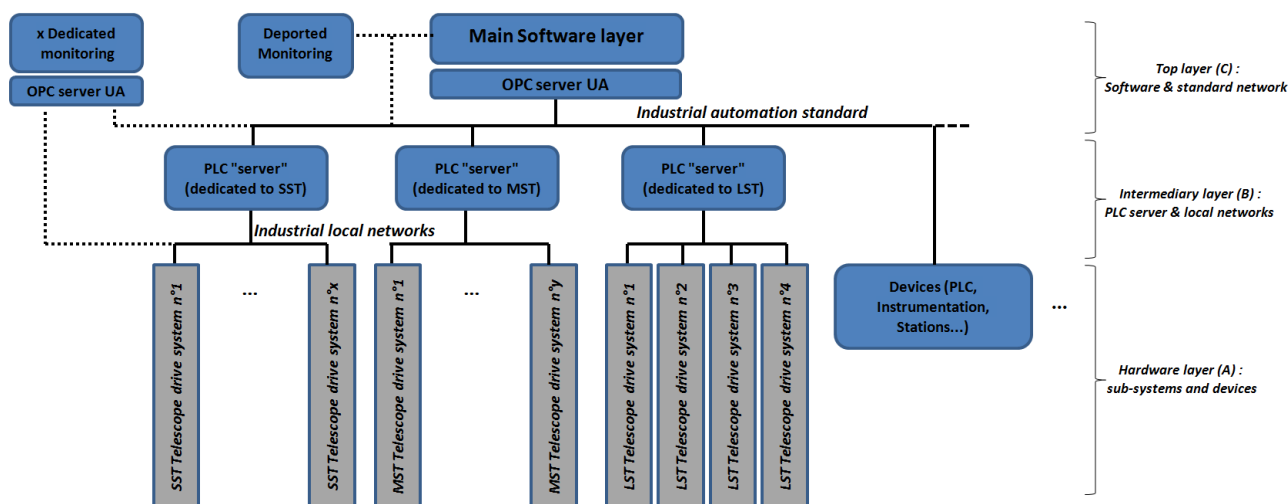 x Dedicated
monitoring
OPC server UA
Deported
Monitoring
Main Software layer
OPC server UA
Top layer (C) :
Software & standard network
Industrial automation standard
PLC "server"
(dedicated to SST)
PLC "server"
(dedicated to MST)
PLC "server"
(dedicated to LST)
Intermediary layer (B) :
PLC server & local networks
Industrial local networks
SST Telescope drive system n°1
...
SST Telescope drive system n°x
MST Telescope drive system n°1
...
MST Telescope drive system n°y
LST Telescope drive system n°1
LST Telescope drive system n°2
LST Telescope drive system n°3
LST Telescope drive system n°4
Devices (PLC,
Instrumentation,
Stations...)
...
Hardware layer (A) :
sub-systems and devices